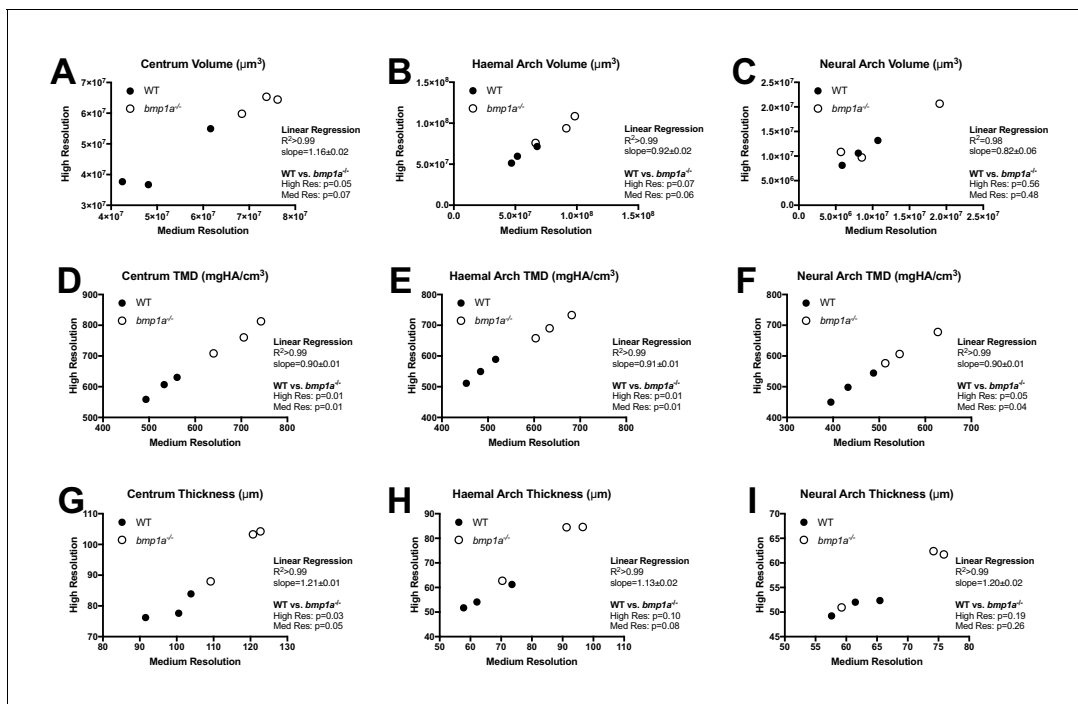 A
Centrum Volume (μm³)
7×10⁷
6×10⁷
5×10⁷
4×10⁷
3×10⁷
High Resolution
WT
bmp1a⁻/⁻
Linear Regression
R²>0.99
slope=1.16±0.02
WT vs. bmp1a⁻/⁻
High Res: p=0.05
Med Res: p=0.07
4×10⁷ 5×10⁷ 6×10⁷ 7×10⁷ 8×10⁷
Medium Resolution
B
Haemal Arch Volume (μm³)
1.5×10⁸
1.0×10⁸
5.0×10⁷
0.0
High Resolution
WT
bmp1a⁻/⁻
Linear Regression
R²>0.99
slope=0.92±0.02
WT vs. bmp1a⁻/⁻
High Res: p=0.07
Med Res: p=0.06
0.0 5.0×10⁷ 1.0×10⁸ 1.5×10⁸
Medium Resolution
C
Neural Arch Volume (μm³)
2.5×10⁷
2.0×10⁷
1.5×10⁷
1.0×10⁷
5.0×10⁶
0.0
High Resolution
WT
bmp1a⁻/⁻
Linear Regression
R²=0.98
slope=0.82±0.06
WT vs. bmp1a⁻/⁻
High Res: p=0.56
Med Res: p=0.48
0.0 5.0×10⁶ 1.0×10⁷ 1.5×10⁷ 2.0×10⁷ 2.5×10⁷
Medium Resolution
D
Centrum TMD (mgHA/cm³)
900
800
700
600
500
High Resolution
WT
bmp1a⁻/⁻
Linear Regression
R²>0.99
slope=0.90±0.01
WT vs. bmp1a⁻/⁻
High Res: p=0.01
Med Res: p=0.01
400 500 600 700 800
Medium Resolution
E
Haemal Arch TMD (mgHA/cm³)
800
700
600
500
400
High Resolution
WT
bmp1a⁻/⁻
Linear Regression
R²>0.99
slope=0.91±0.01
WT vs. bmp1a⁻/⁻
High Res: p=0.01
Med Res: p=0.01
400 500 600 700 800
Medium Resolution
F
Neural Arch TMD (mgHA/cm³)
800
700
600
500
400
High Resolution
WT
bmp1a⁻/⁻
Linear Regression
R²>0.99
slope=0.90±0.01
WT vs. bmp1a⁻/⁻
High Res: p=0.05
Med Res: p=0.04
300 400 500 600 700
Medium Resolution
G
Centrum Thickness (μm)
110
100
90
80
70
High Resolution
WT
bmp1a⁻/⁻
Linear Regression
R²>0.99
slope=1.21±0.01
WT vs. bmp1a⁻/⁻
High Res: p=0.03
Med Res: p=0.05
80 90 100 110 120 130
Medium Resolution
H
Haemal Arch Thickness (μm)
90
80
70
60
50
40
High Resolution
WT
bmp1a⁻/⁻
Linear Regression
R²>0.99
slope=1.13±0.02
WT vs. bmp1a⁻/⁻
High Res: p=0.10
Med Res: p=0.08
50 60 70 80 90 100 110
Medium Resolution
I
Neural Arch Thickness (μm)
70
65
60
55
50
45
High Resolution
WT
bmp1a⁻/⁻
Linear Regression
R²>0.99
slope=1.20±0.02
WT vs. bmp1a⁻/⁻
High Res: p=0.19
Med Res: p=0.26
50 55 60 65 70 75 80
Medium Resolution